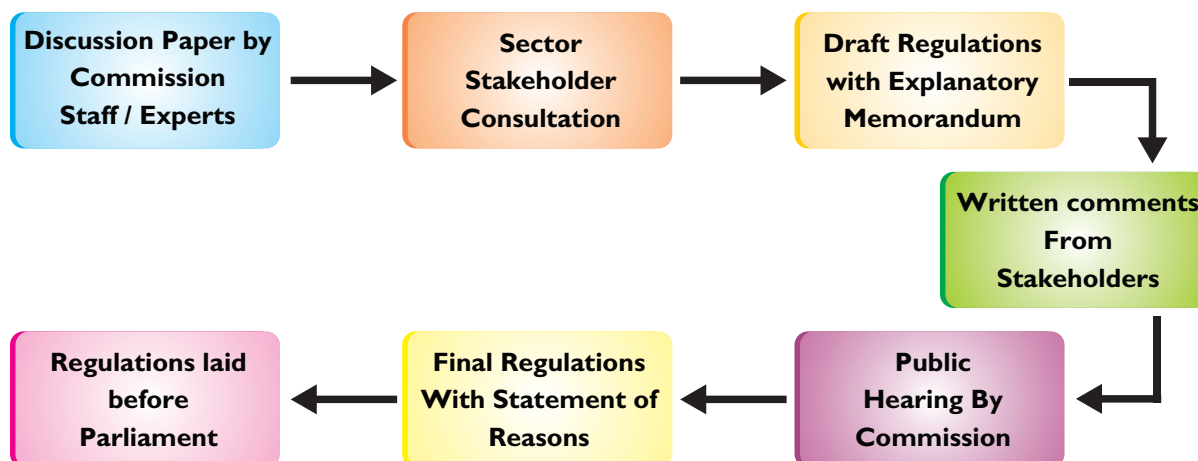 Discussion Paper by
Commission
Staff / Experts
Sector
Stakeholder
Consultation
Draft Regulations
with Explanatory
Memorandum
Written comments
From
Stakeholders
Public
Hearing By
Commission
Final Regulations
With Statement of
Reasons
Regulations laid
before
Parliament